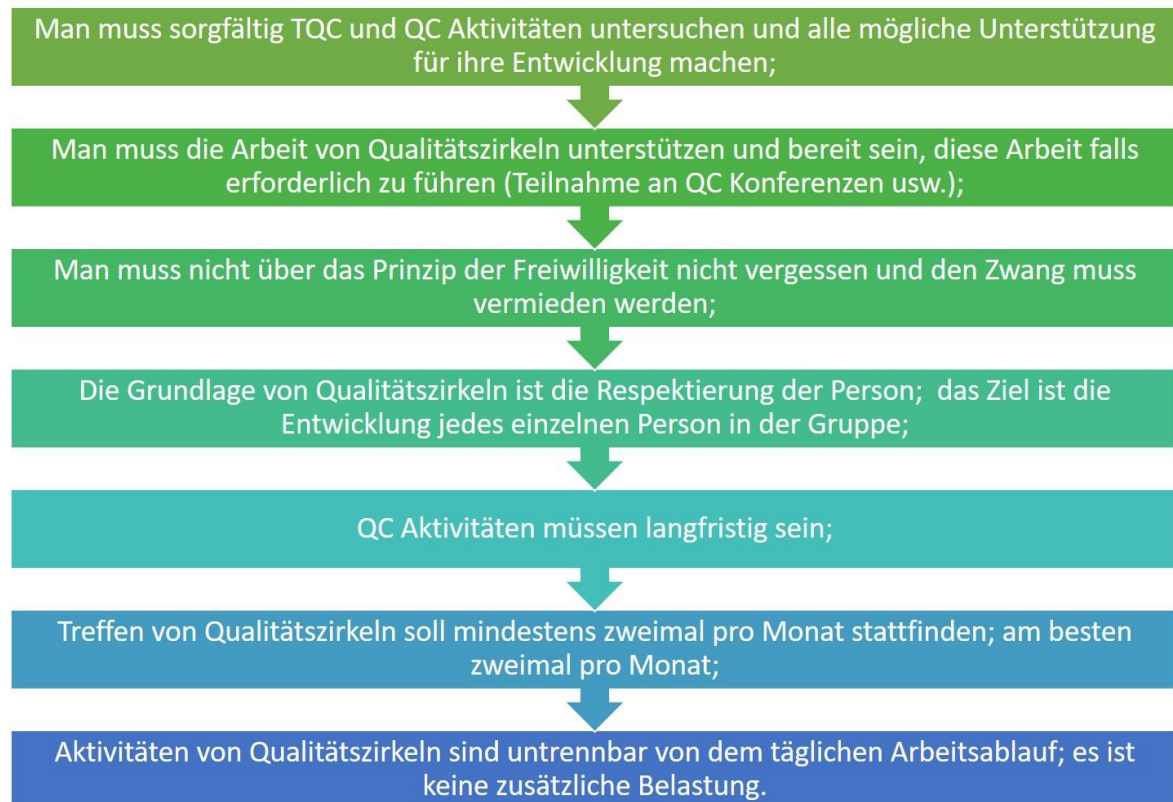 Man muss sorgfältig TQC und QC Aktivitäten untersuchen und alle mögliche Unterstützung
für ihre Entwicklung machen;
Man muss die Arbeit von Qualitätszirkeln unterstützen und bereit sein, diese Arbeit falls
erforderlich zu führen (Teilnahme an QC Konferenzen usw.);
Man muss nicht über das Prinzip der Freiwilligkeit nicht vergessen und den Zwang muss
vermieden werden;
Die Grundlage von Qualitätszirkeln ist die Respektierung der Person;  das Ziel ist die
Entwicklung jedes einzelnen Person in der Gruppe;
QC Aktivitäten müssen langfristig sein;
Treffen von Qualitätszirkeln soll mindestens zweimal pro Monat stattfinden; am besten
zweimal pro Monat;
Aktivitäten von Qualitätszirkeln sind untrennbar von dem täglichen Arbeitsablauf; es ist
keine zusätzliche Belastung.